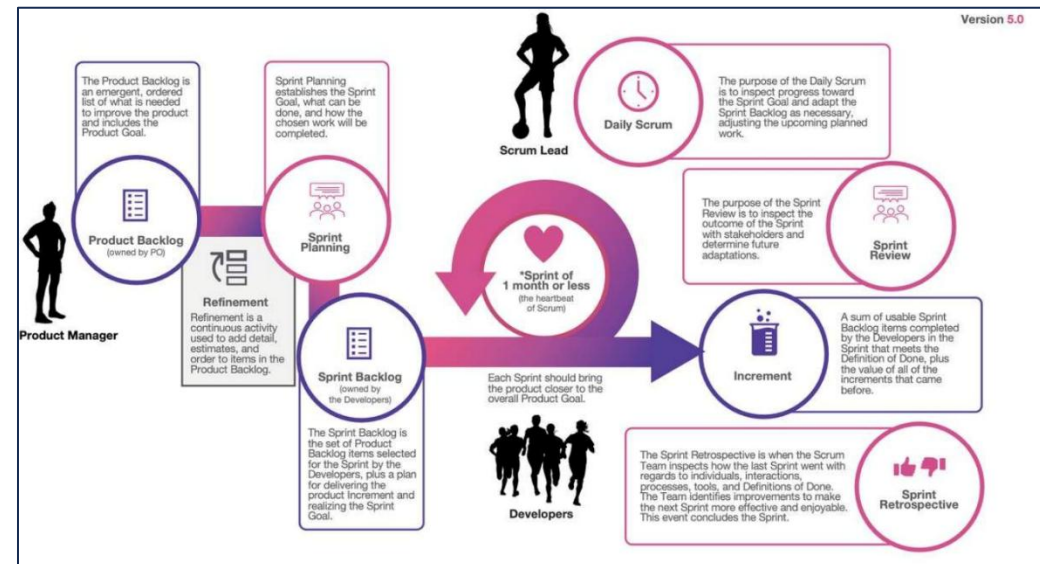 Version 5.0
The Product Backlog is
an emergent, ordered
list of what is needed
to improve the product
and includes the
Product Goal.
Product Backlog
(owned by PO)
Product Manager
Refinement
Refinement is a
continuous activity
used to add detail,
estimates, and
order to items in the
Product Backlog.
Sprint Planning
establishes the Sprint
Goal, what can be
done, and how the
chosen work will be
completed.
Sprint
Planning
Sprint Backlog
(owned by
the Developers)
The Sprint Backlog is
the set of Product
Backlog items selected
for the Sprint by the
Developers, plus a plan
for delivering the
product Increment and
realizing the Sprint
Goal.
Scrum Lead
*Sprint of
1 month or less
(the heartbeat
of Scrum)
Each Sprint should bring
the product closer to the
overall Product Goal.
Developers
Daily Scrum
The purpose of the Daily Scrum
is to inspect progress toward
the Sprint Goal and adapt the
Sprint Backlog as necessary,
adjusting the upcoming planned
work.
The purpose of the Sprint
Review is to inspect the
outcome of the Sprint
with stakeholders and
determine future
adaptations.
Sprint
Review
Increment
A sum of usable Sprint
Backlog items completed
by the Developers in the
Sprint that meets the
Definition of Done, plus
the value of all of the
increments that came
before.
The Sprint Retrospective is when the Scrum
Team inspects how the last Sprint went with
regards to individuals, interactions,
processes, tools, and Definitions of Done.
The Team identifies improvements to make
the next Sprint more effective and enjoyable.
This event concludes the Sprint.
Sprint
Retrospective